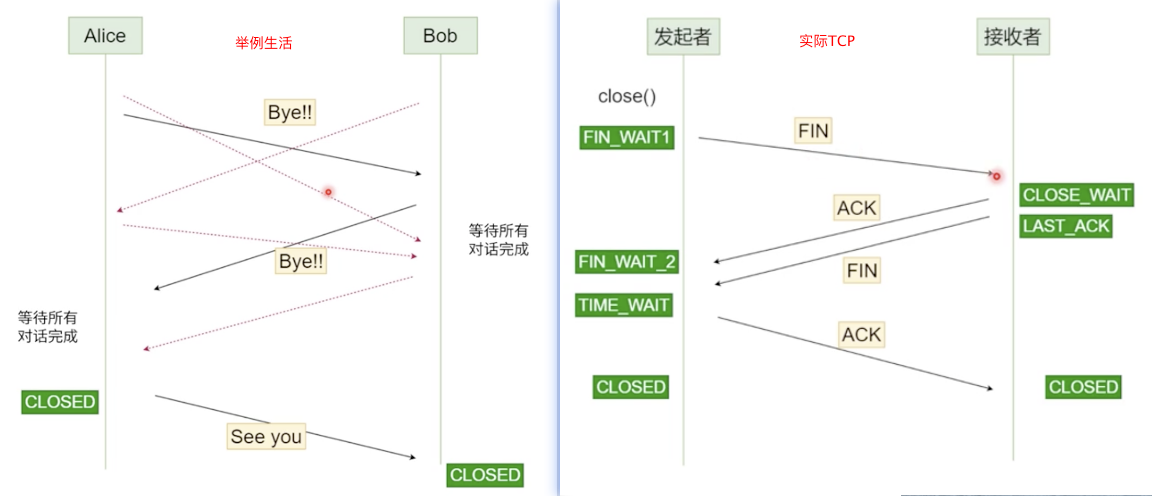 Alice
举例生活
Bob
Bye!!
等待所有
对话完成
Bye!!
等待所有
对话完成
CLOSED
See you
CLOSED
发起者
实际TCP
接收者
close()
FIN_WAIT1
FIN
CLOSE_WAIT
ACK
LAST_ACK
FIN_WAIT_2
FIN
TIME_WAIT
ACK
CLOSED
CLOSED